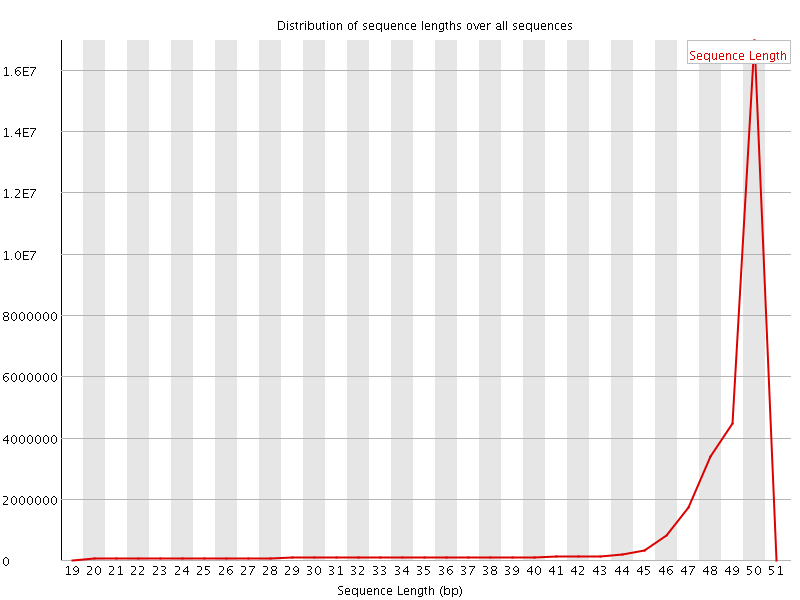 Distribution of sequence lengths over all sequences
Sequence Length
1.6E7
1.4E7
1.2E7
1.0E7
8000000
6000000
4000000
2000000
0
19 20 21 22 23 24 25 26 27 28 29 30 31 32 33 34 35 36 37 38 39 40 41 42 43 44 45 46 47 48 49 50 51
Sequence Length (bp)